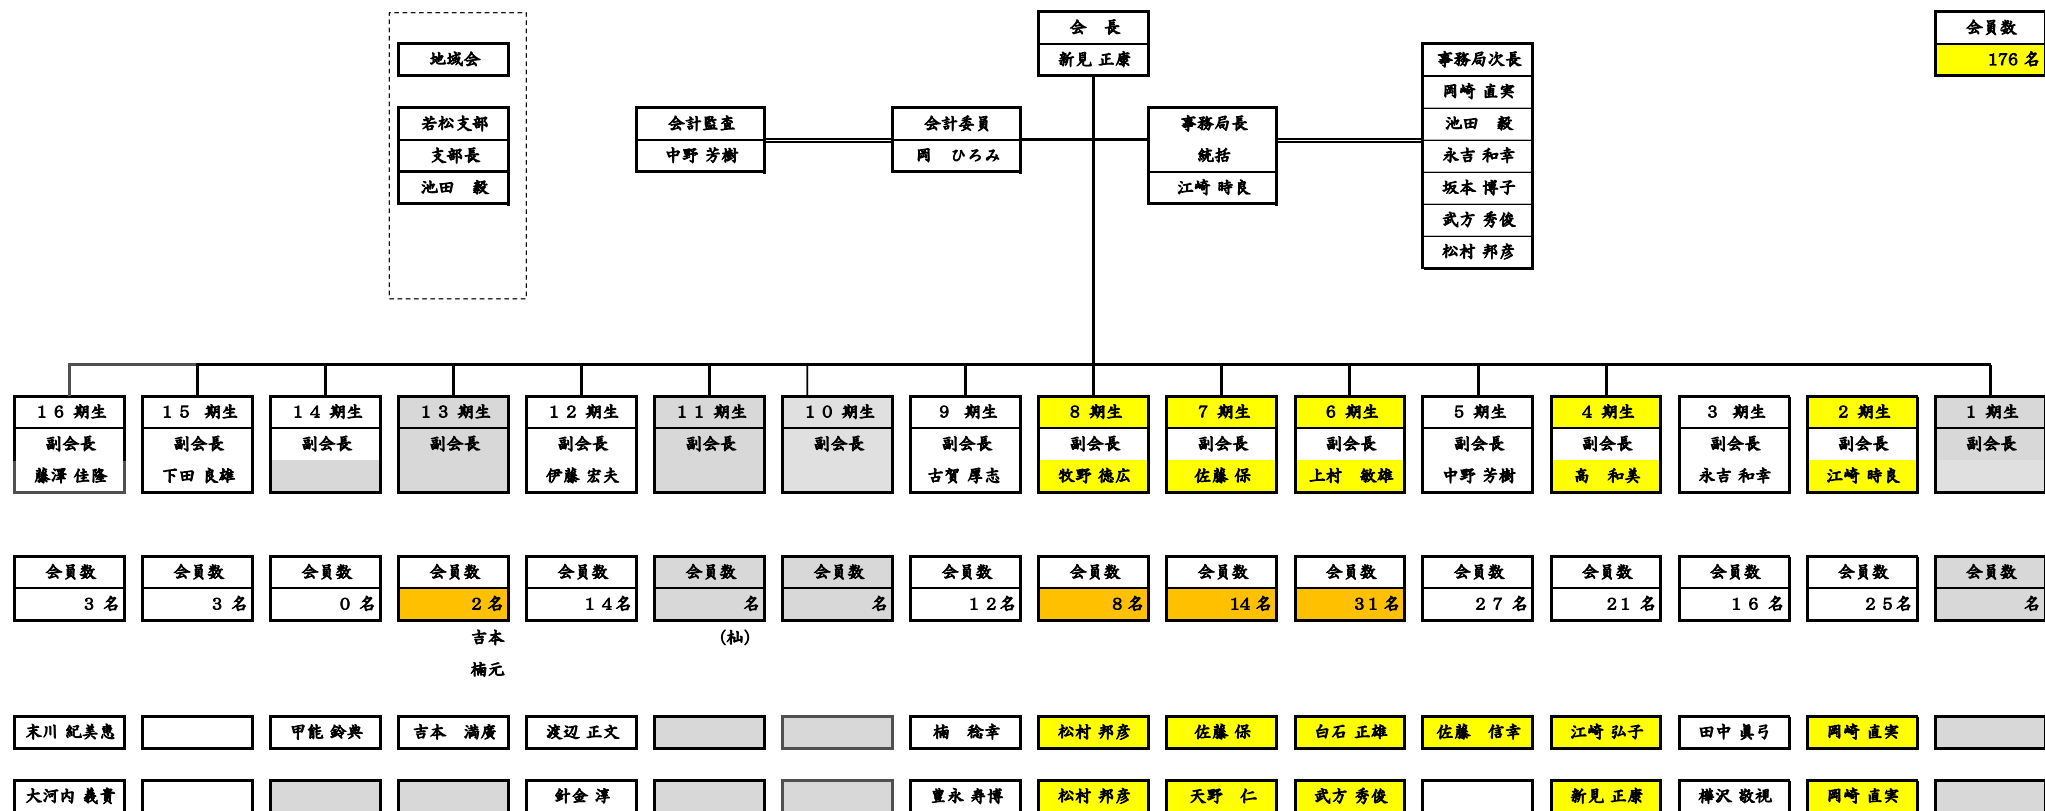 会　長
新見 正康
会員数
176 名
地域会
若松支部
支部長
池田　毅
会計監査
中野 芳樹
会計委員
岡　ひろみ
事務局長
統括
江崎 時良
事務局次長
岡崎 直実
池田　毅
永吉 和幸
坂本 博子
武方 秀俊
松村 邦彦
１６ 期生 １５ 期生 １４ 期生 １３ 期生 １２ 期生 １１ 期生 １０ 期生 ９ 期生 ８ 期生 ７ 期生 ６ 期生 ５ 期生 ４ 期生 ３ 期生 ２ 期生 １ 期生
副会長 副会長 副会長 副会長 副会長 副会長 副会長 副会長 副会長 副会長 副会長 副会長 副会長 副会長 副会長 副会長
藤澤 佳隆 下田 良雄 伊藤 宏夫 古賀 厚志 牧野 徳広 佐藤 保 上村　敏雄 中野 芳樹 高　和美 永吉 和幸 江崎 時良
会員数 会員数 会員数 会員数 会員数 会員数 会員数 会員数 会員数 会員数 会員数 会員数 会員数 会員数 会員数 会員数
３ 名 ３ 名 ０ 名 ２ 名 １４名 名 名 １２名 ８ 名 14 名 ３１ 名 ２７ 名 ２１ 名 １６ 名 ２５名 名
吉本 (杣)
楠元
末川 紀美恵 甲能 鈴典 吉本　満廣 渡辺 正文 楠　稔幸 松村 邦彦 佐藤 保 白石 正雄 佐藤　信幸 江崎 弘子 田中 眞弓 岡崎 直実
大河内 義貴 針金 淳 豊永 寿博 松村 邦彦 天野　仁 武方 秀俊 新見 正康 樺沢 敬視 岡崎 直実